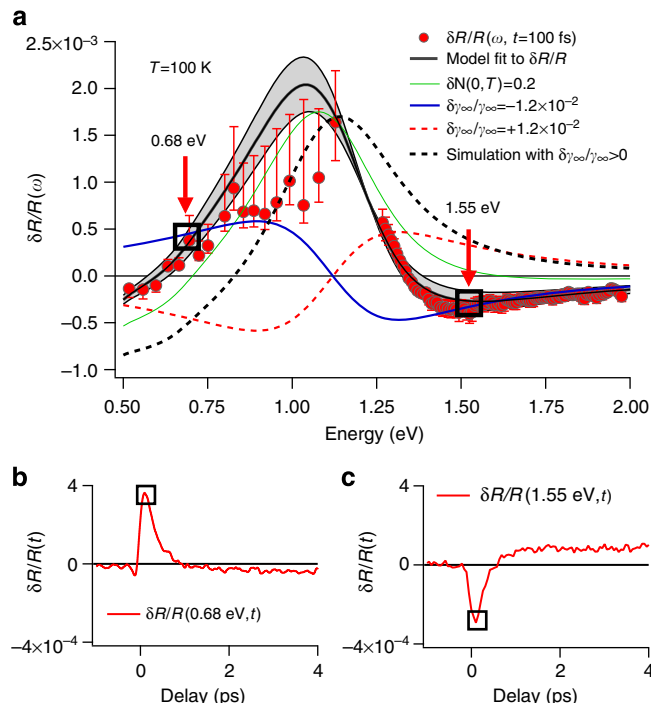 a
2.5×10⁻³
2.0
1.5
1.0
0.5
0.0
−0.5
−1.0
δR/R(ω)
T=100 K
0.68 eV
1.55 eV
δR/R(ω, t=100 fs)
Model fit to δR/R
δN(0,T)=0.2
δγ∞/γ∞=−1.2×10⁻²
δγ∞/γ∞=+1.2×10⁻²
Simulation with δγ∞/γ∞>0
0.50 0.75 1.00 1.25 1.50 1.75 2.00
Energy (eV)
b
4
0
−4×10⁻⁴
δR/R(t)
δR/R(0.68 eV,t)
0 2 4
Delay (ps)
c
4
0
−4×10⁻⁴
δR/R(t)
δR/R(1.55 eV,t)
0 2 4
Delay (ps)